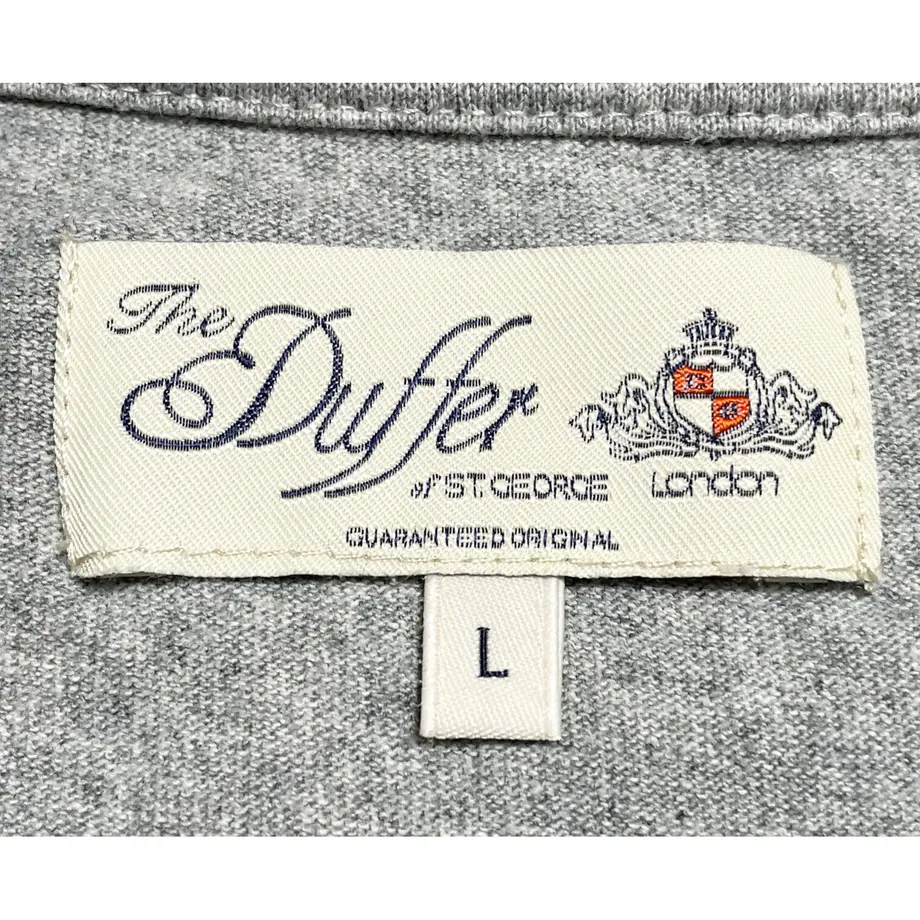 The
Duffer
of ST. GEORGE London
GUARANTEED ORIGINAL
L